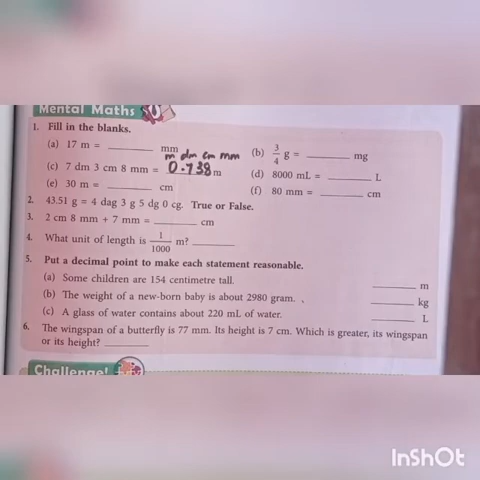 Mental Maths
1. Fill in the blanks.
(a) 17 m = ________ mm
(b) 3/4 g = ________ mg
m dm cm mm
(c) 7 dm 3 cm 8 mm = 0.738 m
(d) 8000 mL = ________ L
(e) 30 m = ________ cm
(f) 80 mm = ________ cm
2. 43.51 g = 4 dag 3 g 5 dg 0 cg. True or False.
3. 2 cm 8 mm + 7 mm = ________ cm
4. What unit of length is 1/1000 m? ________
5. Put a decimal point to make each statement reasonable.
(a) Some children are 154 centimetre tall. ________ m
(b) The weight of a new-born baby is about 2980 gram. ________ kg
(c) A glass of water contains about 220 mL of water. ________ L
6. The wingspan of a butterfly is 77 mm. Its height is 7 cm. Which is greater, its wingspan
or its height? ________
Challenge!
InShOt